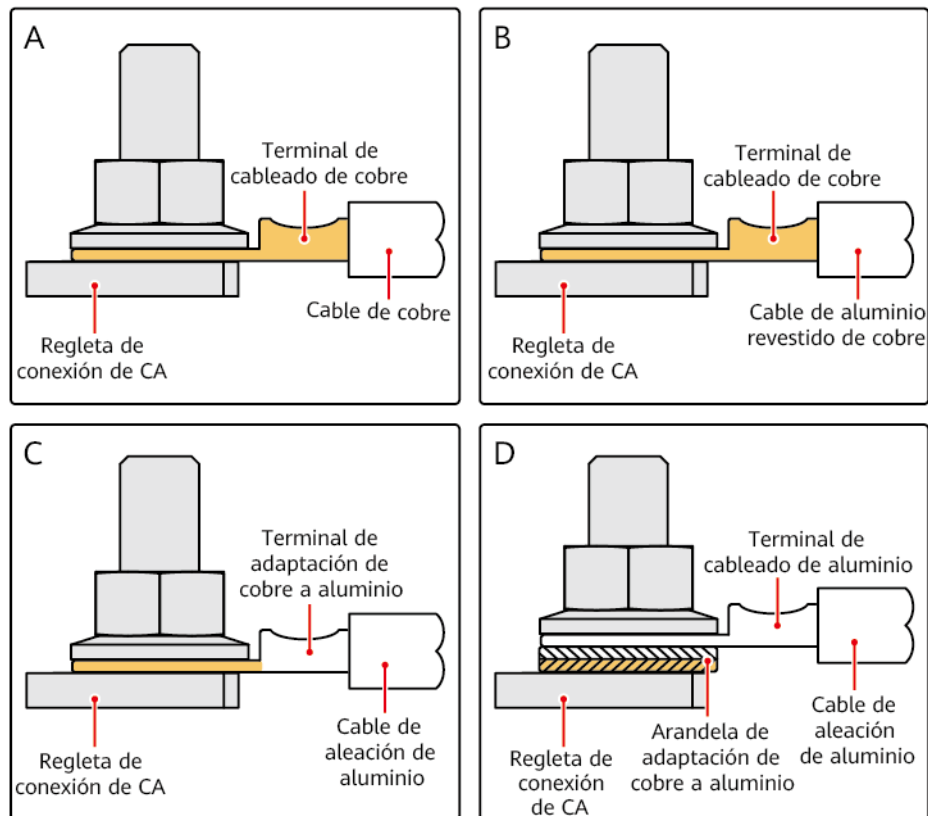 A
Terminal de
cableado de cobre
Cable de cobre
Regleta de
conexión de CA
B
Terminal de
cableado de cobre
Cable de aluminio
revestido de cobre
Regleta de
conexión de CA
C
Terminal de
adaptación de
cobre a aluminio
Cable de
aleación de
aluminio
Regleta de
conexión de CA
D
Terminal de
cableado de aluminio
Cable de
aleación
de aluminio
Arandela de
adaptación de
cobre a aluminio
Regleta de
conexión
de CA